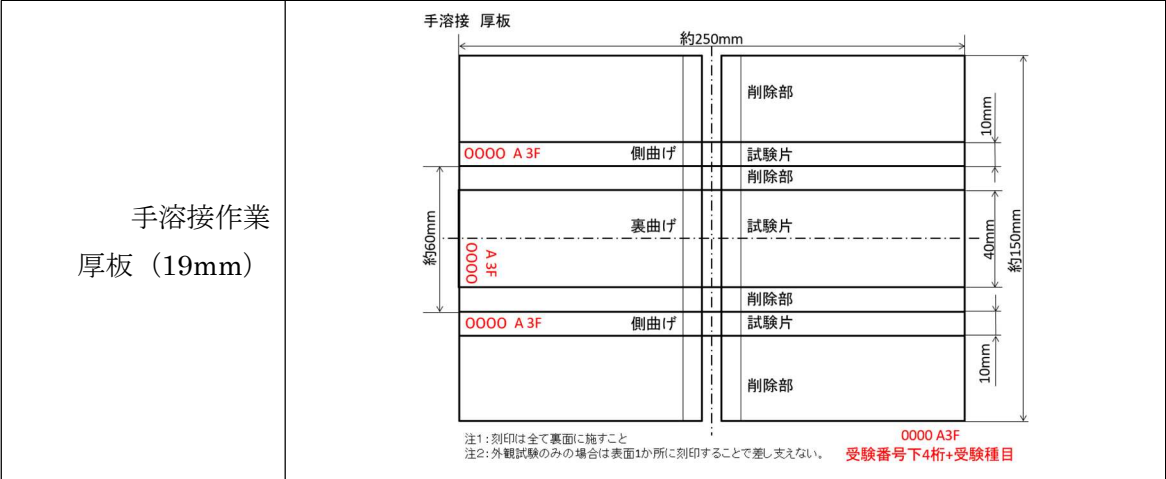 手溶接作業
厚板（19mm）
手溶接 厚板
約250mm
削除部
10mm
0000 A 3F 側曲げ 試験片
削除部
約60mm
裏曲げ 試験片
A 3F
0000
40mm
約150mm
削除部
0000 A 3F 側曲げ 試験片
10mm
削除部
注1：刻印は全て裏面に施すこと
注2：外観試験のみの場合は表面1か所に刻印することで差し支えない。
0000 A3F
受験番号下4桁+受験種目